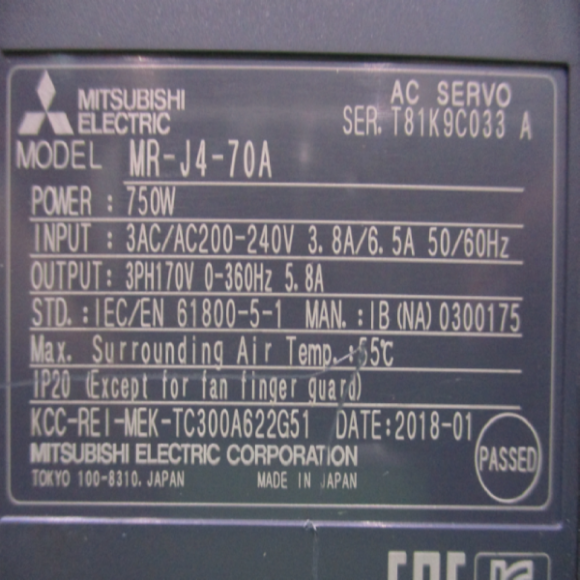 MITSUBISHI
ELECTRIC
AC SERVO
SER. T81K9C033 A
MODEL MR-J4-70A
POWER : 750W
INPUT : 3AC/AC200-240V 3.8A/6.5A 50/60Hz
OUTPUT: 3PH170V 0-360Hz 5.8A
STD.: IEC/EN 61800-5-1 MAN.: IB(NA)0300175
Max. Surrounding Air Temp.:55℃
IP20 (Except for fan finger guard)
KCC-REI-MEK-TC300A622G51 DATE:2018-01
MITSUBISHI ELECTRIC CORPORATION
TOKYO 100-8310, JAPAN MADE IN JAPAN
PASSED